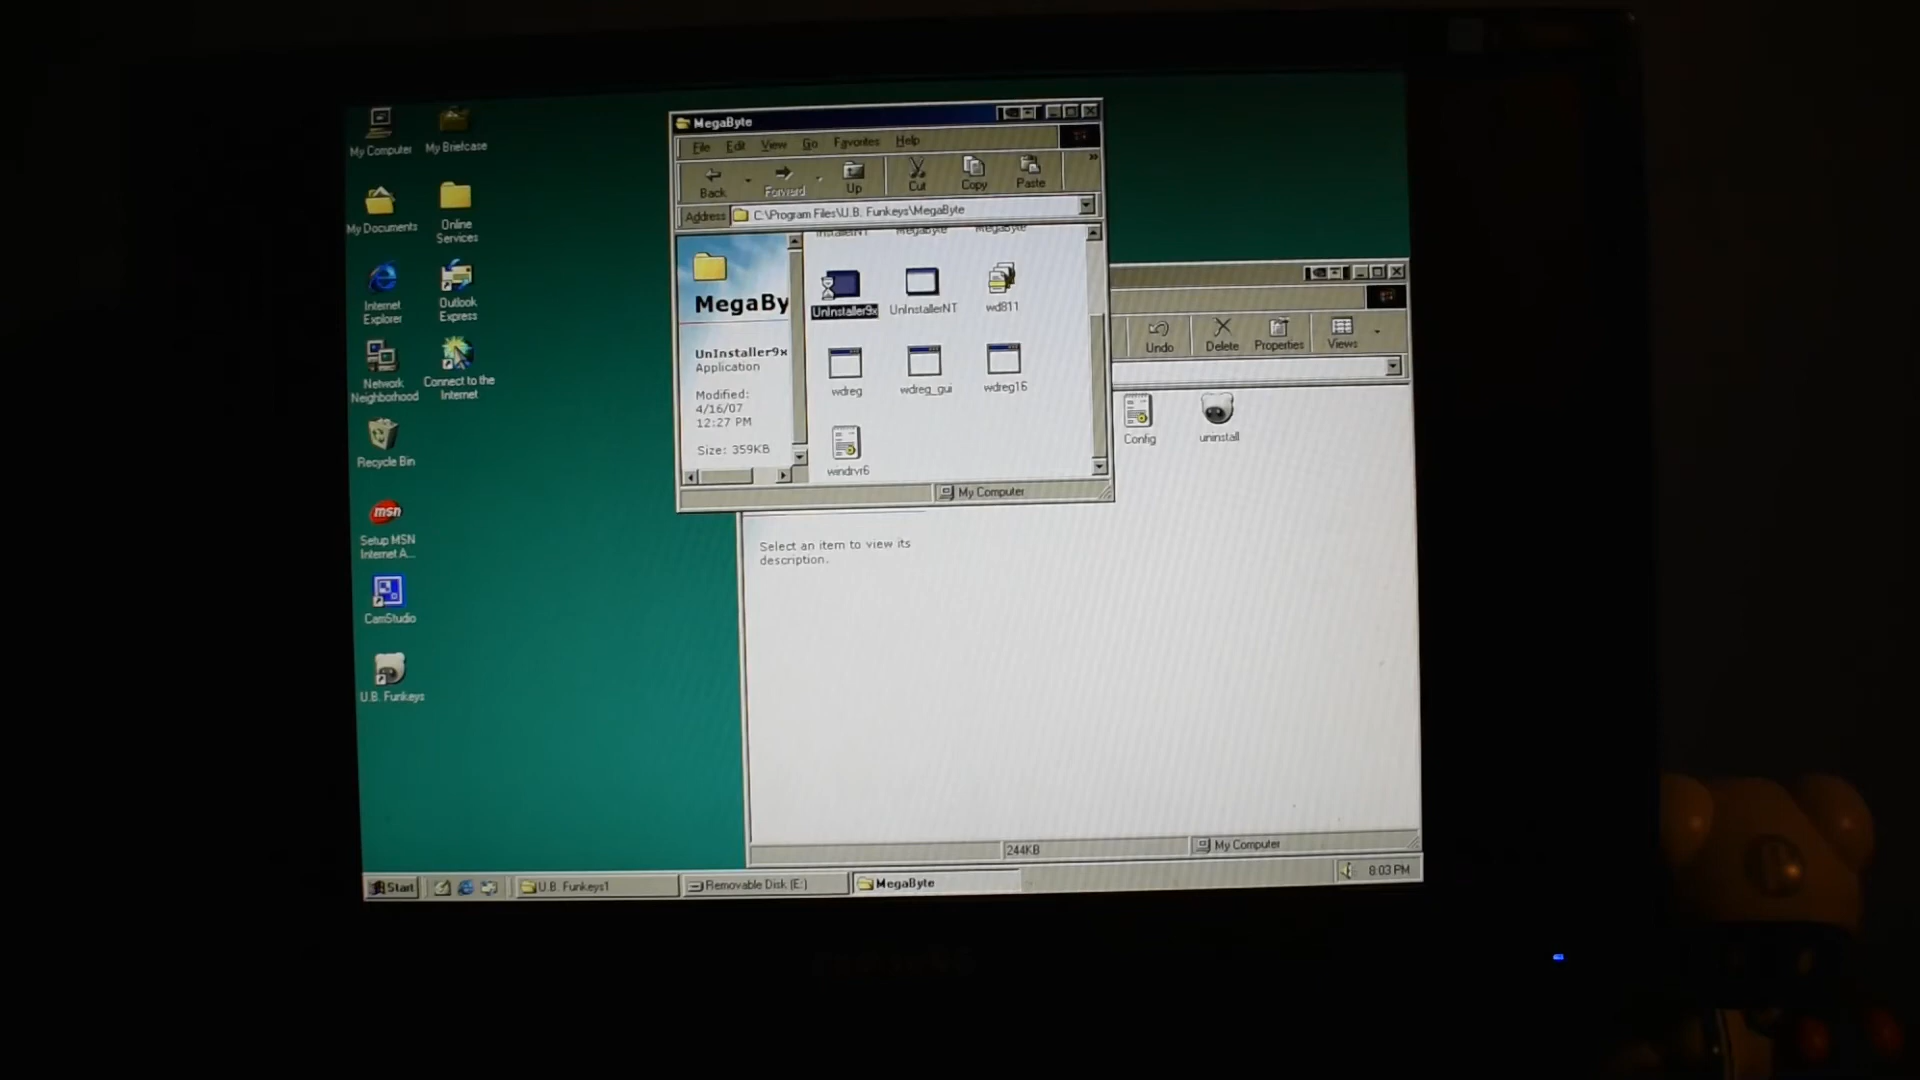 My Computer
My Briefcase
My Documents
Online
Services
Internet
Explorer
Outlook
Express
Network
Neighborhood
Connect to the
Internet
Recycle Bin
msn
Setup MSN
Internet A...
CamStudio
U.B. Funkeys
MegaByte
File Edit View Go Favorites Help
Back Forward Up Cut Copy Paste
Address C:\Program Files\U.B. Funkeys\MegaByte
MegaBy
UnInstaller9x
Application
Modified:
4/16/07
12:27 PM
Size: 359KB
InstallerNT MegaByte MegaByte
UnInstaller9x UnInstallerNT wd811
wdreg wdreg_gui wdreg16
windrvr6
My Computer
Undo Delete Properties Views
Config uninstall
Select an item to view its
description.
244KB My Computer
Start U.B. Funkeys1 Removable Disk (E:) MegaByte 8:03 PM